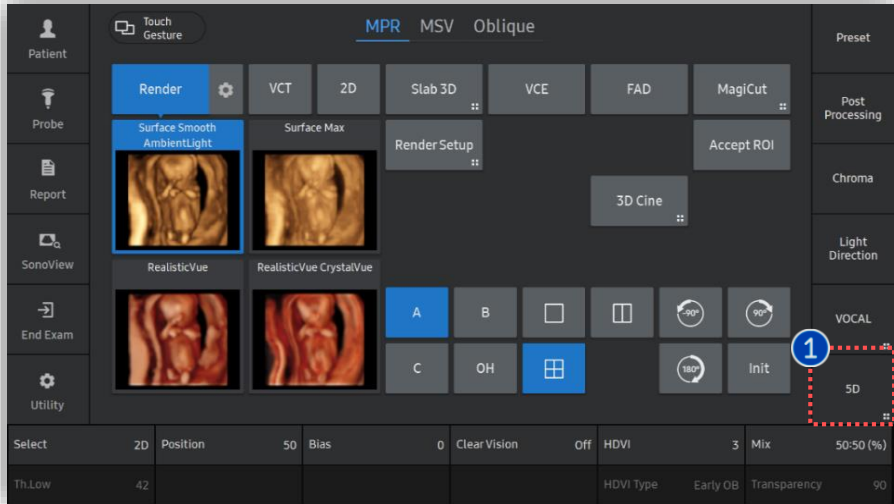 Touch
Gesture
MPR MSV Oblique
Patient
Probe
Report
SonoView
End Exam
Utility
Render VCT 2D Slab 3D VCE FAD MagiCut
Surface Smooth
AmbientLight
Surface Max
Render Setup
Accept ROI
3D Cine
RealisticVue
RealisticVue CrystalVue
A B -90° 90°
C OH 180° Init
Preset
Post
Processing
Chroma
Light
Direction
VOCAL
1
5D
Select 2D Position 50 Bias 0 Clear Vision Off HDVI 3 Mix 50:50 (%)
Th.Low 42 HDVI Type Early OB Transparency 90